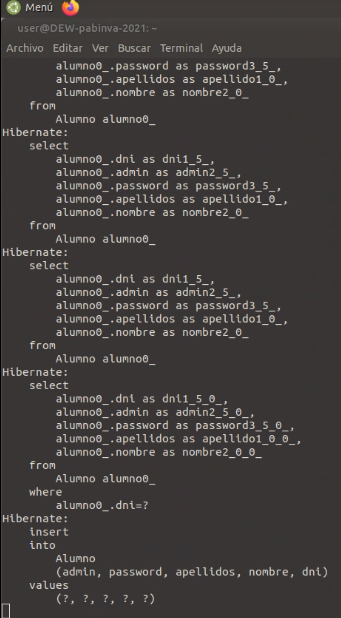 Menú
user@DEW-pabinva-2021: ~
Archivo Editar Ver Buscar Terminal Ayuda
alumno0_.password as password3_5_,
alumno0_.apellidos as apellido1_0_,
alumno0_.nombre as nombre2_0_
from
Alumno alumno0_
Hibernate:
select
alumno0_.dni as dni1_5_,
alumno0_.admin as admin2_5_,
alumno0_.password as password3_5_,
alumno0_.apellidos as apellido1_0_,
alumno0_.nombre as nombre2_0_
from
Alumno alumno0_
Hibernate:
select
alumno0_.dni as dni1_5_,
alumno0_.admin as admin2_5_,
alumno0_.password as password3_5_,
alumno0_.apellidos as apellido1_0_,
alumno0_.nombre as nombre2_0_
from
Alumno alumno0_
Hibernate:
select
alumno0_.dni as dni1_5_0_,
alumno0_.admin as admin2_5_0_,
alumno0_.password as password3_5_0_,
alumno0_.apellidos as apellido1_0_0_,
alumno0_.nombre as nombre2_0_0_
from
Alumno alumno0_
where
alumno0_.dni=?
Hibernate:
insert
into
Alumno
(admin, password, apellidos, nombre, dni)
values
(?, ?, ?, ?, ?)